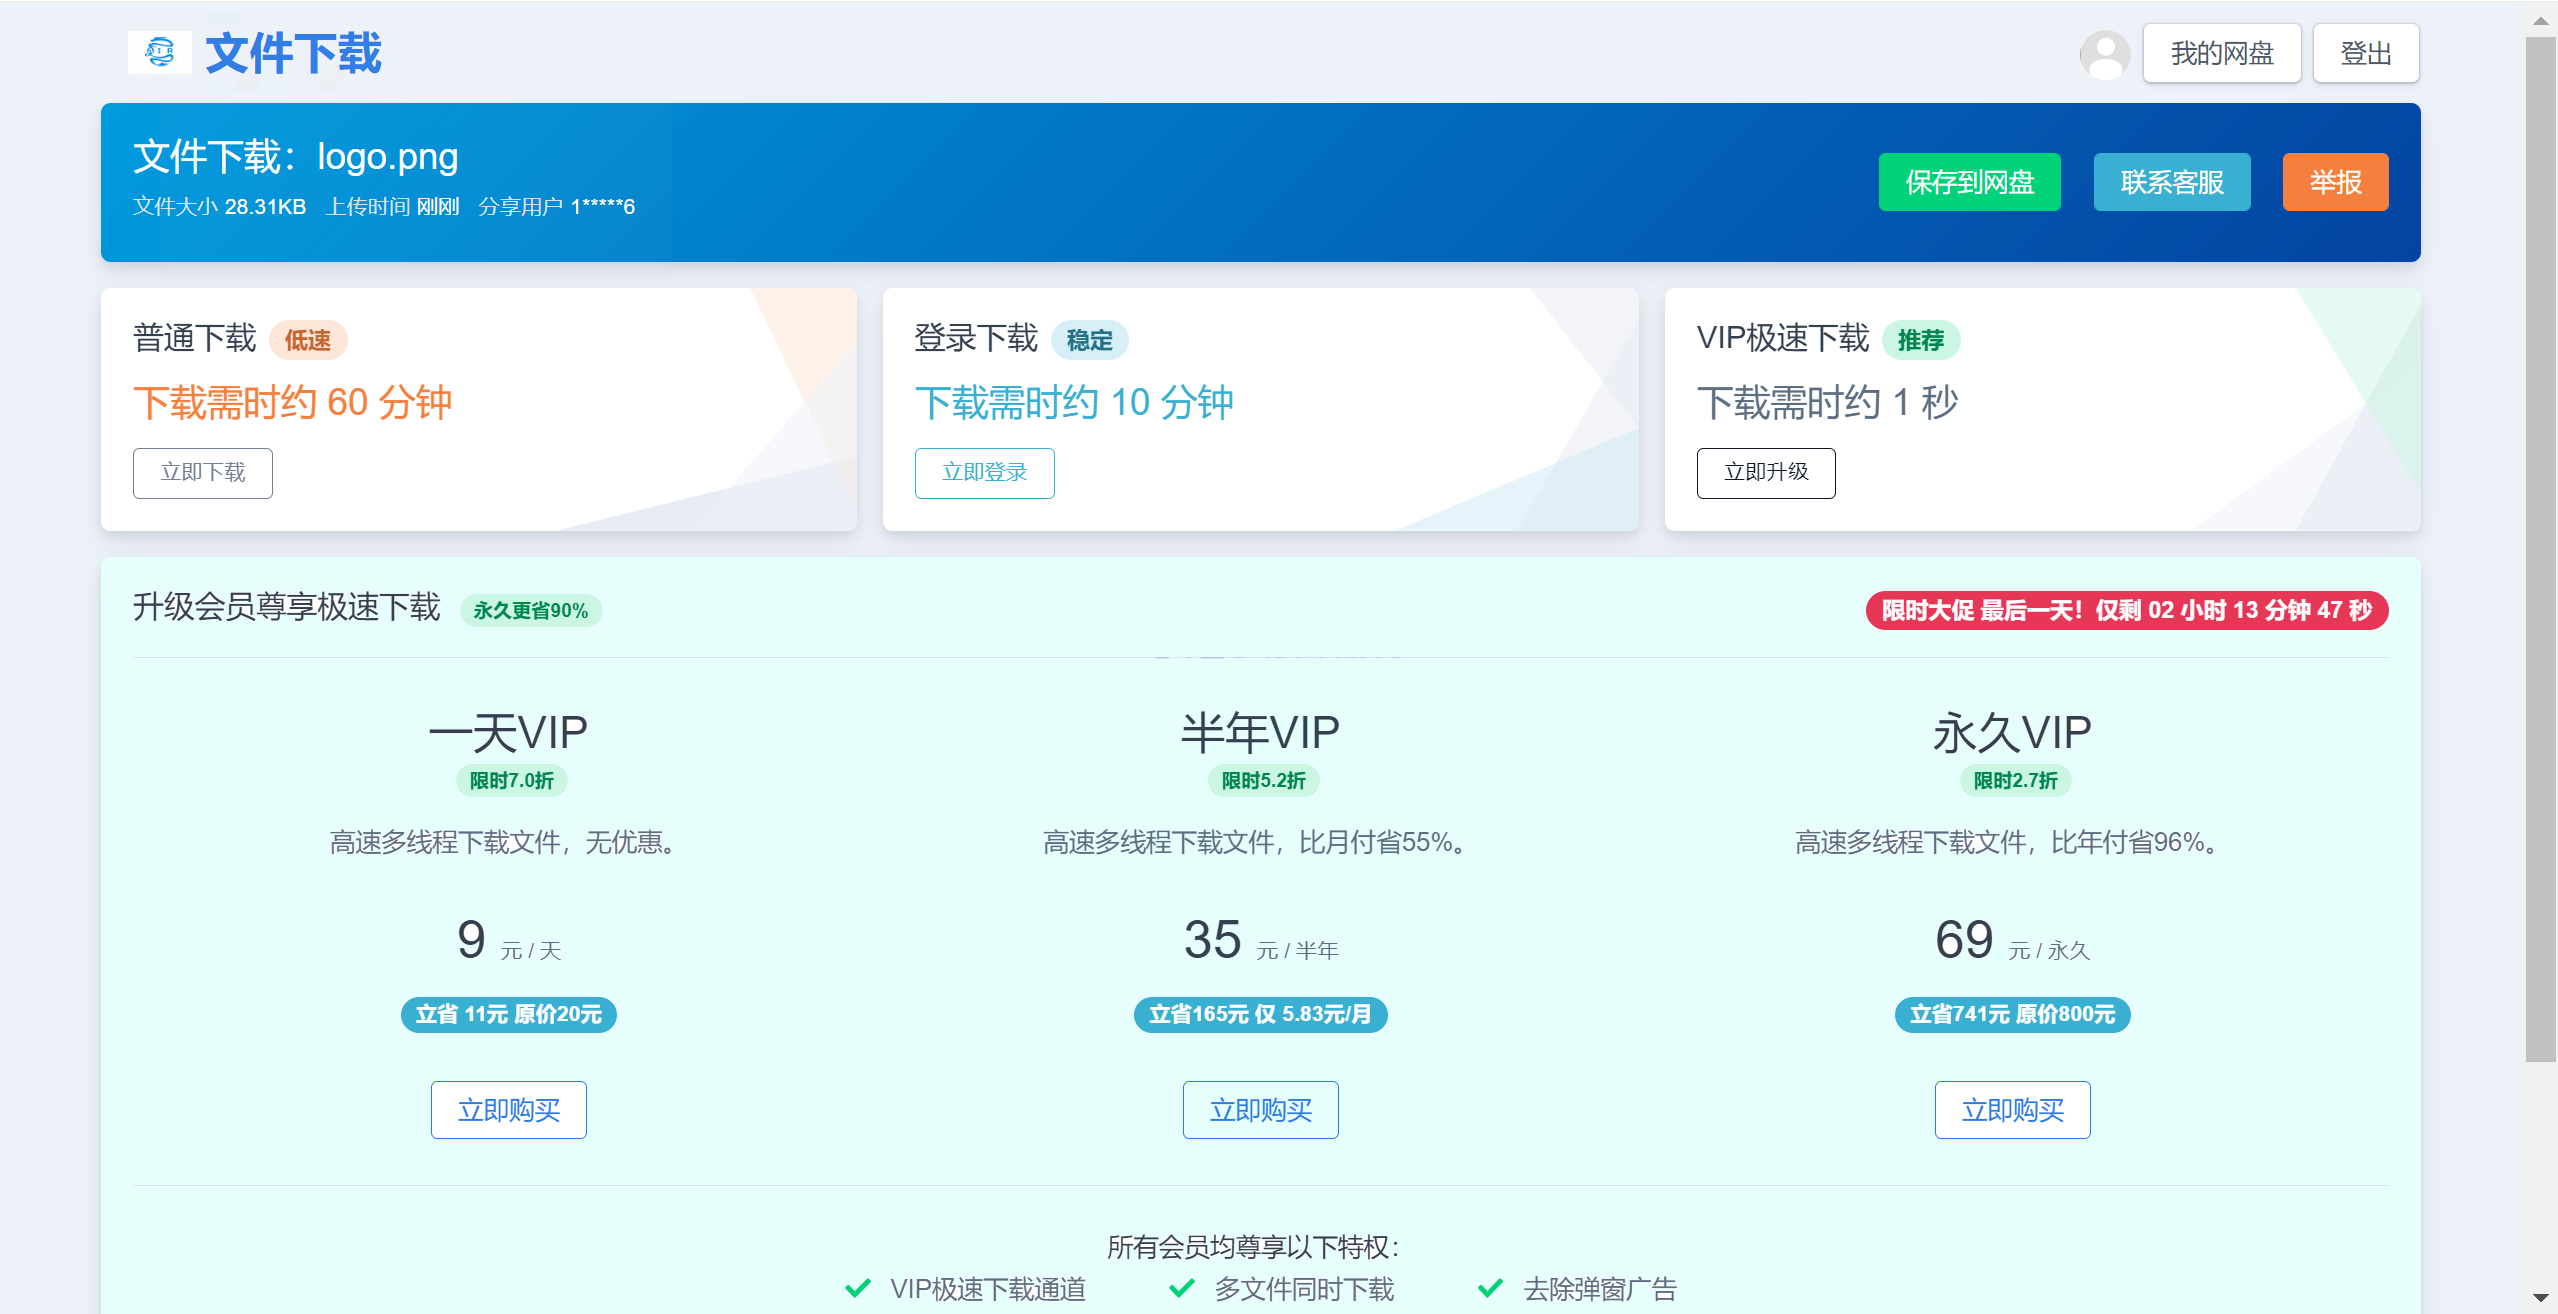 文件下载
我的网盘 登出
文件下载：logo.png
文件大小 28.31KB 上传时间 刚刚 分享用户 1*****6
保存到网盘 联系客服 举报
普通下载 低速
下载需时约 60 分钟
立即下载
登录下载 稳定
下载需时约 10 分钟
立即登录
VIP极速下载 推荐
下载需时约 1 秒
立即升级
升级会员尊享极速下载 永久更省90%
限时大促 最后一天！仅剩 02 小时 13 分钟 47 秒
一天VIP
限时7.0折
高速多线程下载文件，无优惠。
9 元 / 天
立省 11元 原价20元
立即购买
半年VIP
限时5.2折
高速多线程下载文件，比月付省55%。
35 元 / 半年
立省165元 仅 5.83元/月
立即购买
永久VIP
限时2.7折
高速多线程下载文件，比年付省96%。
69 元 / 永久
立省741元 原价800元
立即购买
所有会员均尊享以下特权：
VIP极速下载通道 多文件同时下载 去除弹窗广告